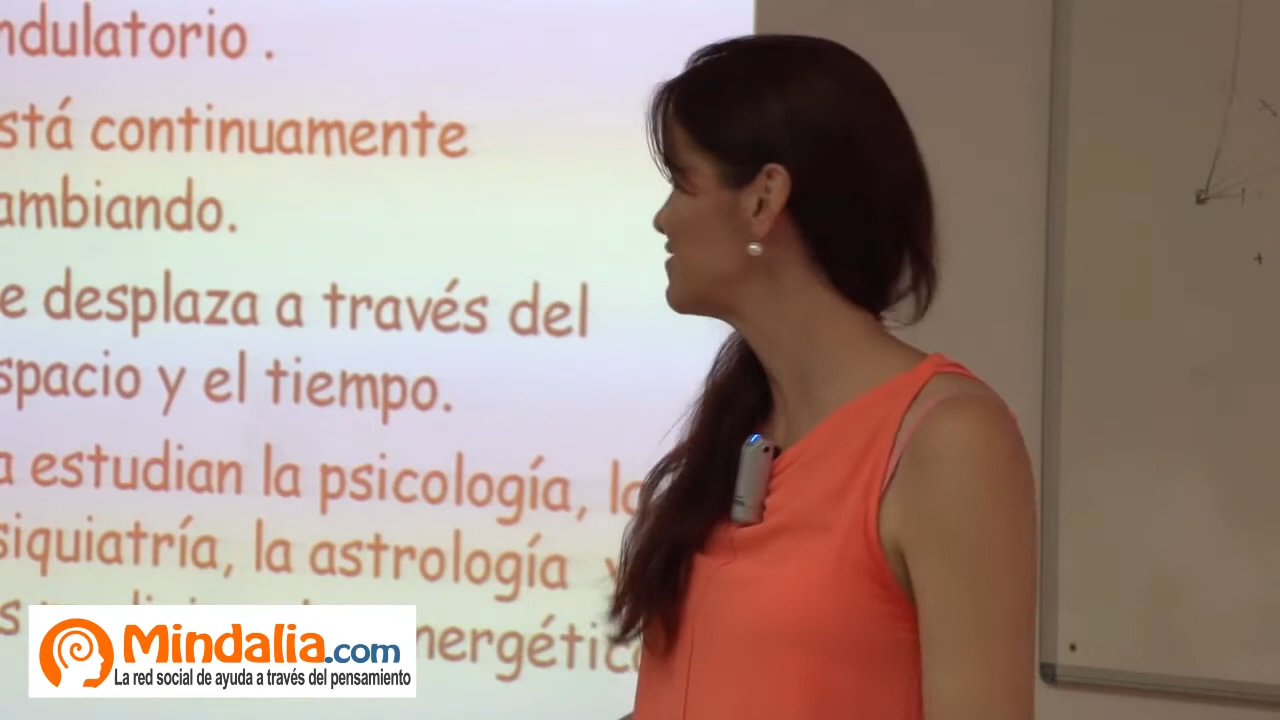 ndulatorio .
stá continuamente
ambiando.
e desplaza a través del
spacio y el tiempo.
a estudian la psicología, la
siquiatría, la astrología y
nergétic
Mindalia.com
La red social de ayuda a través del pensamiento